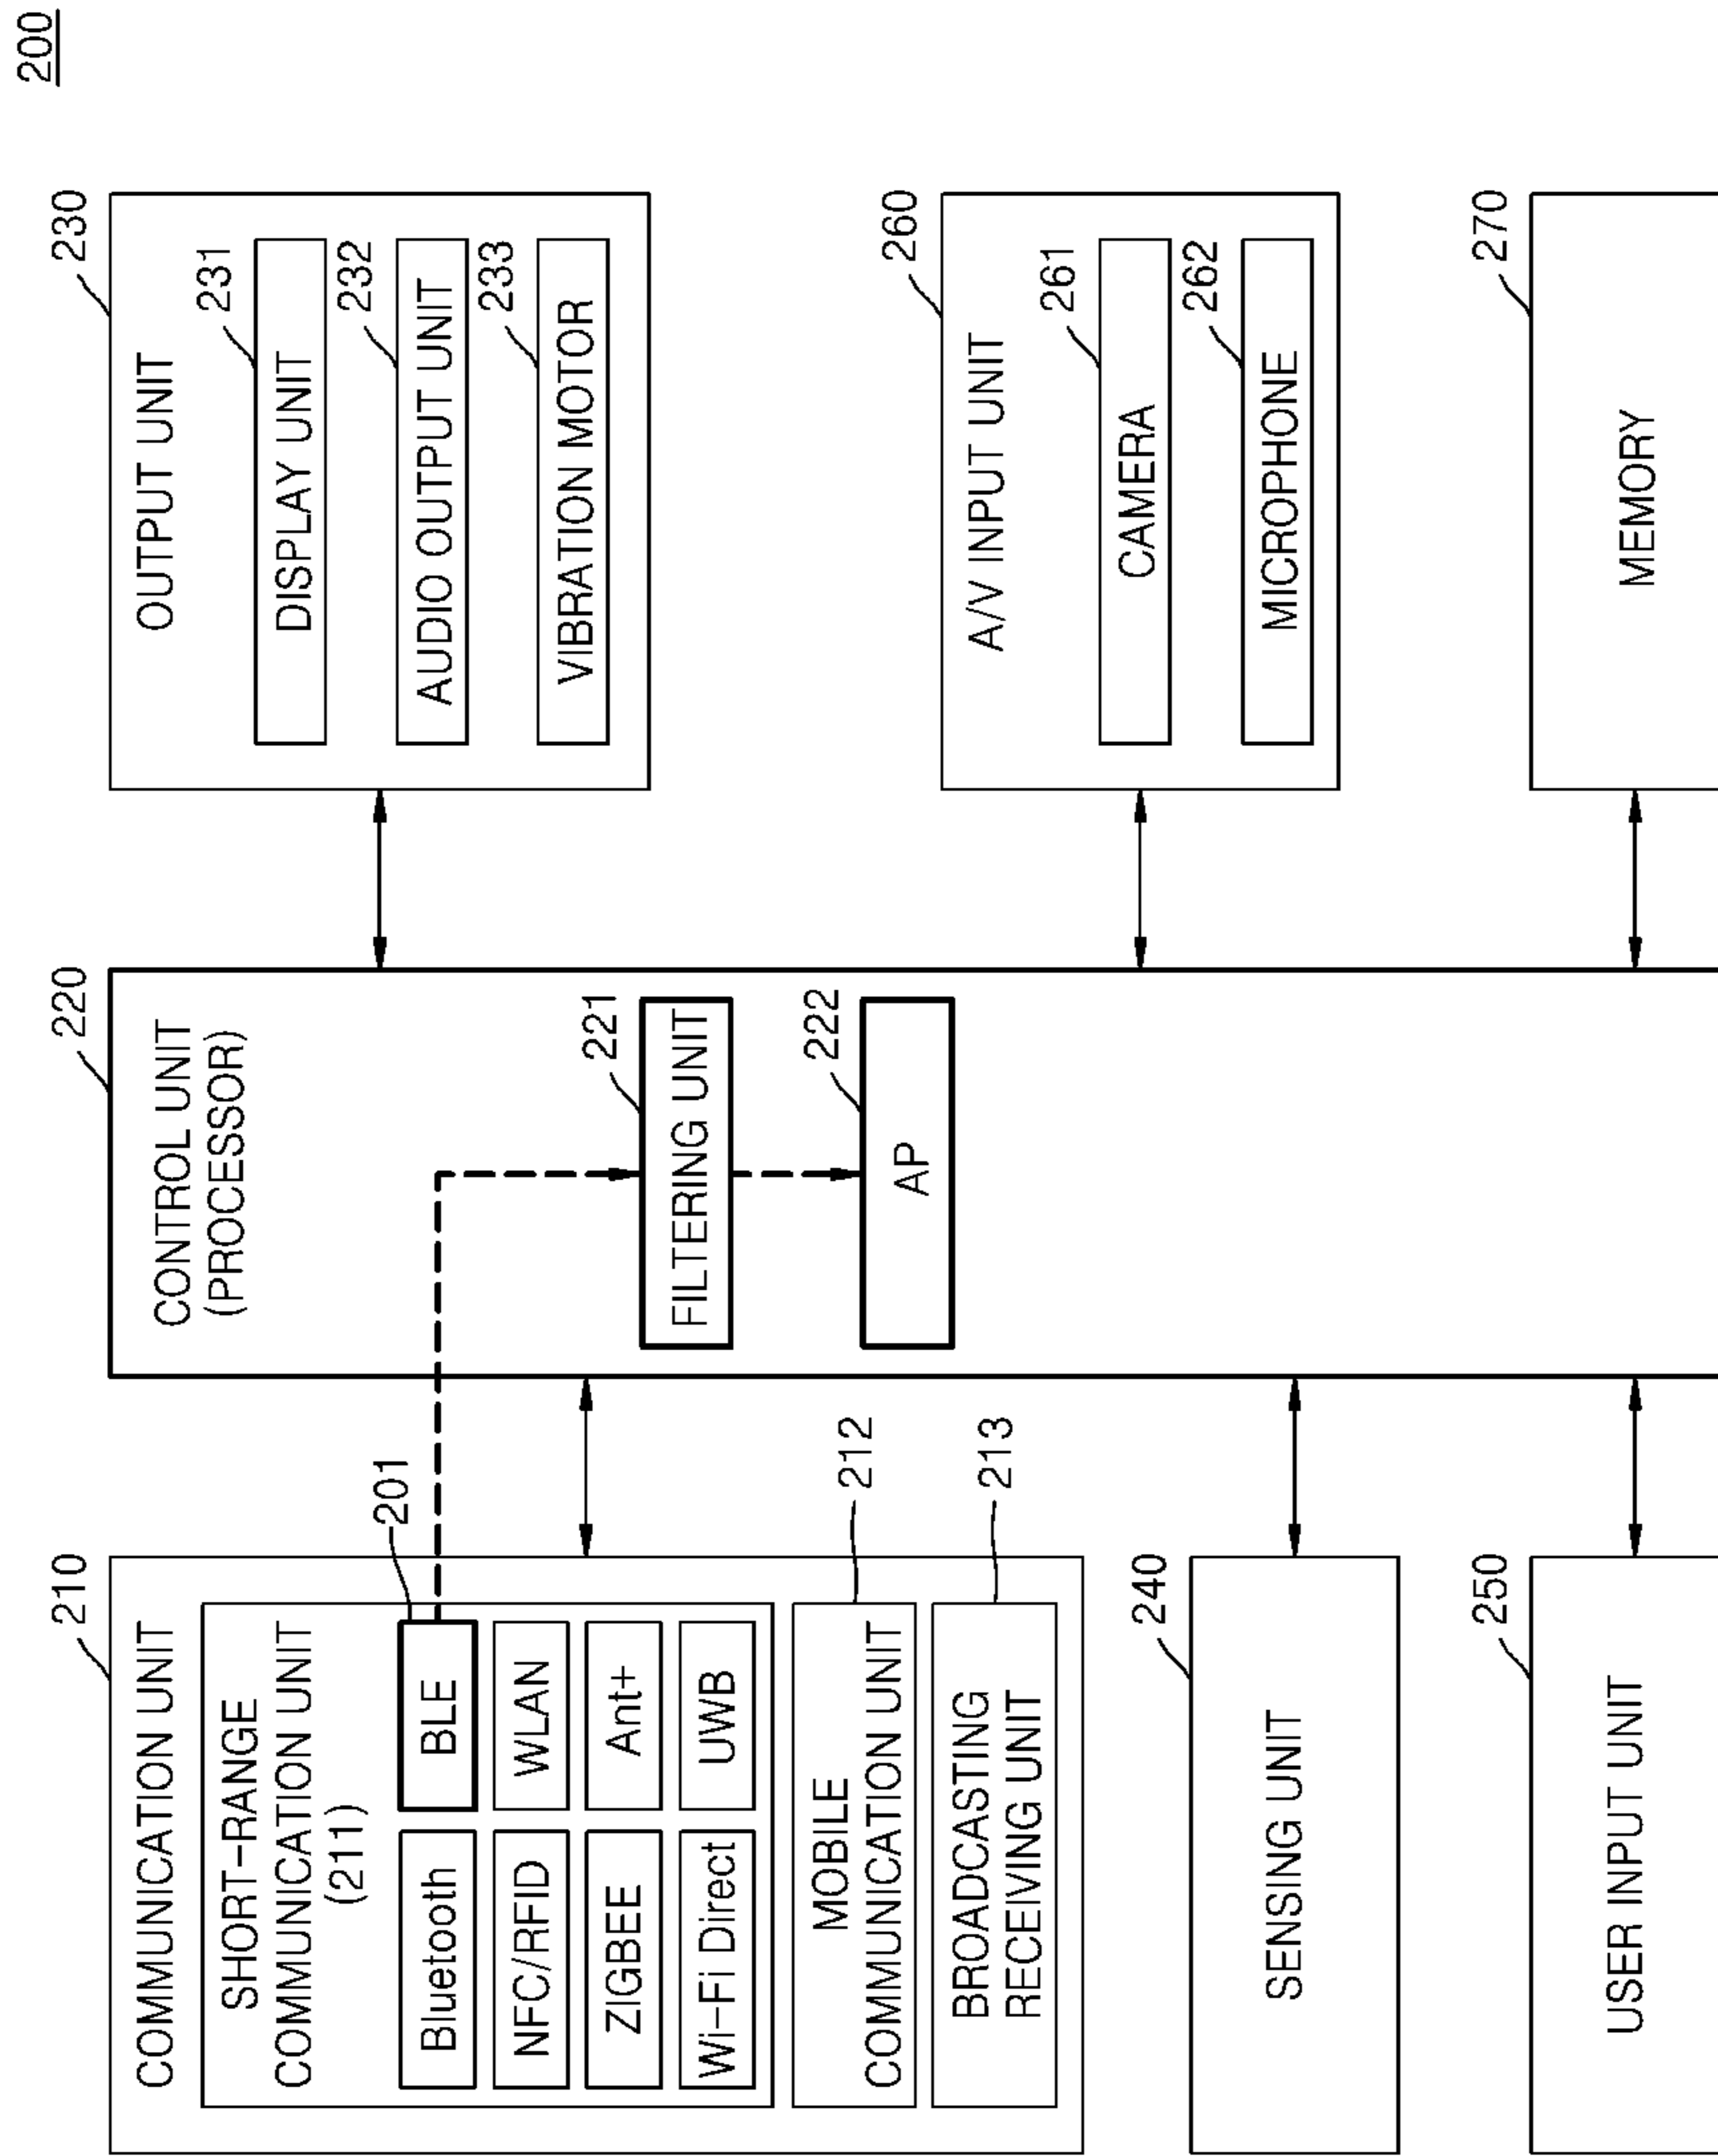 200
210
COMMUNICATION UNIT
SHORT-RANGE
COMMUNICATION UNIT
(211)
201
Bluetooth
BLE
NFC/RFID
WLAN
ZIGBEE
Ant+
Wi-Fi Direct
UWB
MOBILE
COMMUNICATION UNIT
212
BROADCASTING
RECEIVING UNIT
213
240
SENSING UNIT
250
USER INPUT UNIT
220
CONTROL UNIT
(PROCESSOR)
221
FILTERING UNIT
222
AP
230
OUTPUT UNIT
231
DISPLAY UNIT
232
AUDIO OUTPUT UNIT
233
VIBRATION MOTOR
260
A/V INPUT UNIT
261
CAMERA
262
MICROPHONE
270
MEMORY